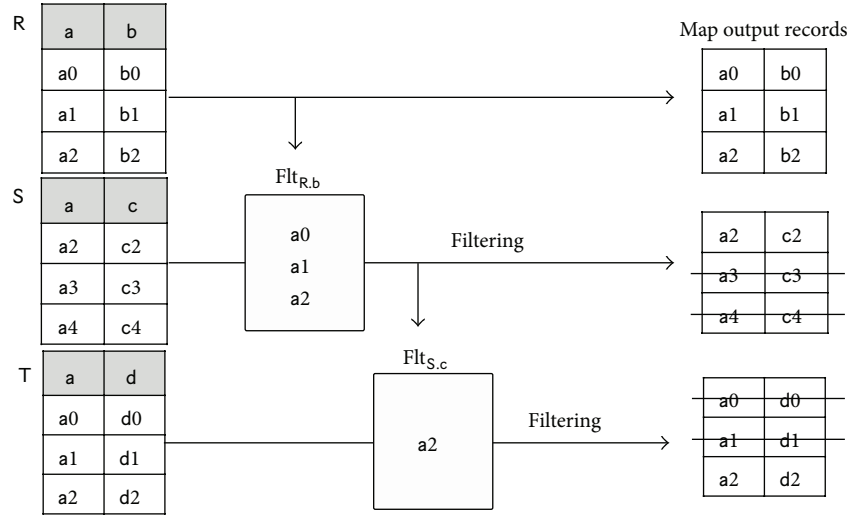 R
a b
a0 b0
a1 b1
a2 b2
Map output records
a0 b0
a1 b1
a2 b2
Flt R.b
S
a c
a2 c2
a3 c3
a4 c4
a0
a1
a2
Filtering
a2 c2
a3 c3
a4 c4
Flt S.c
T
a d
a0 d0
a1 d1
a2 d2
a2
Filtering
a0 d0
a1 d1
a2 d2